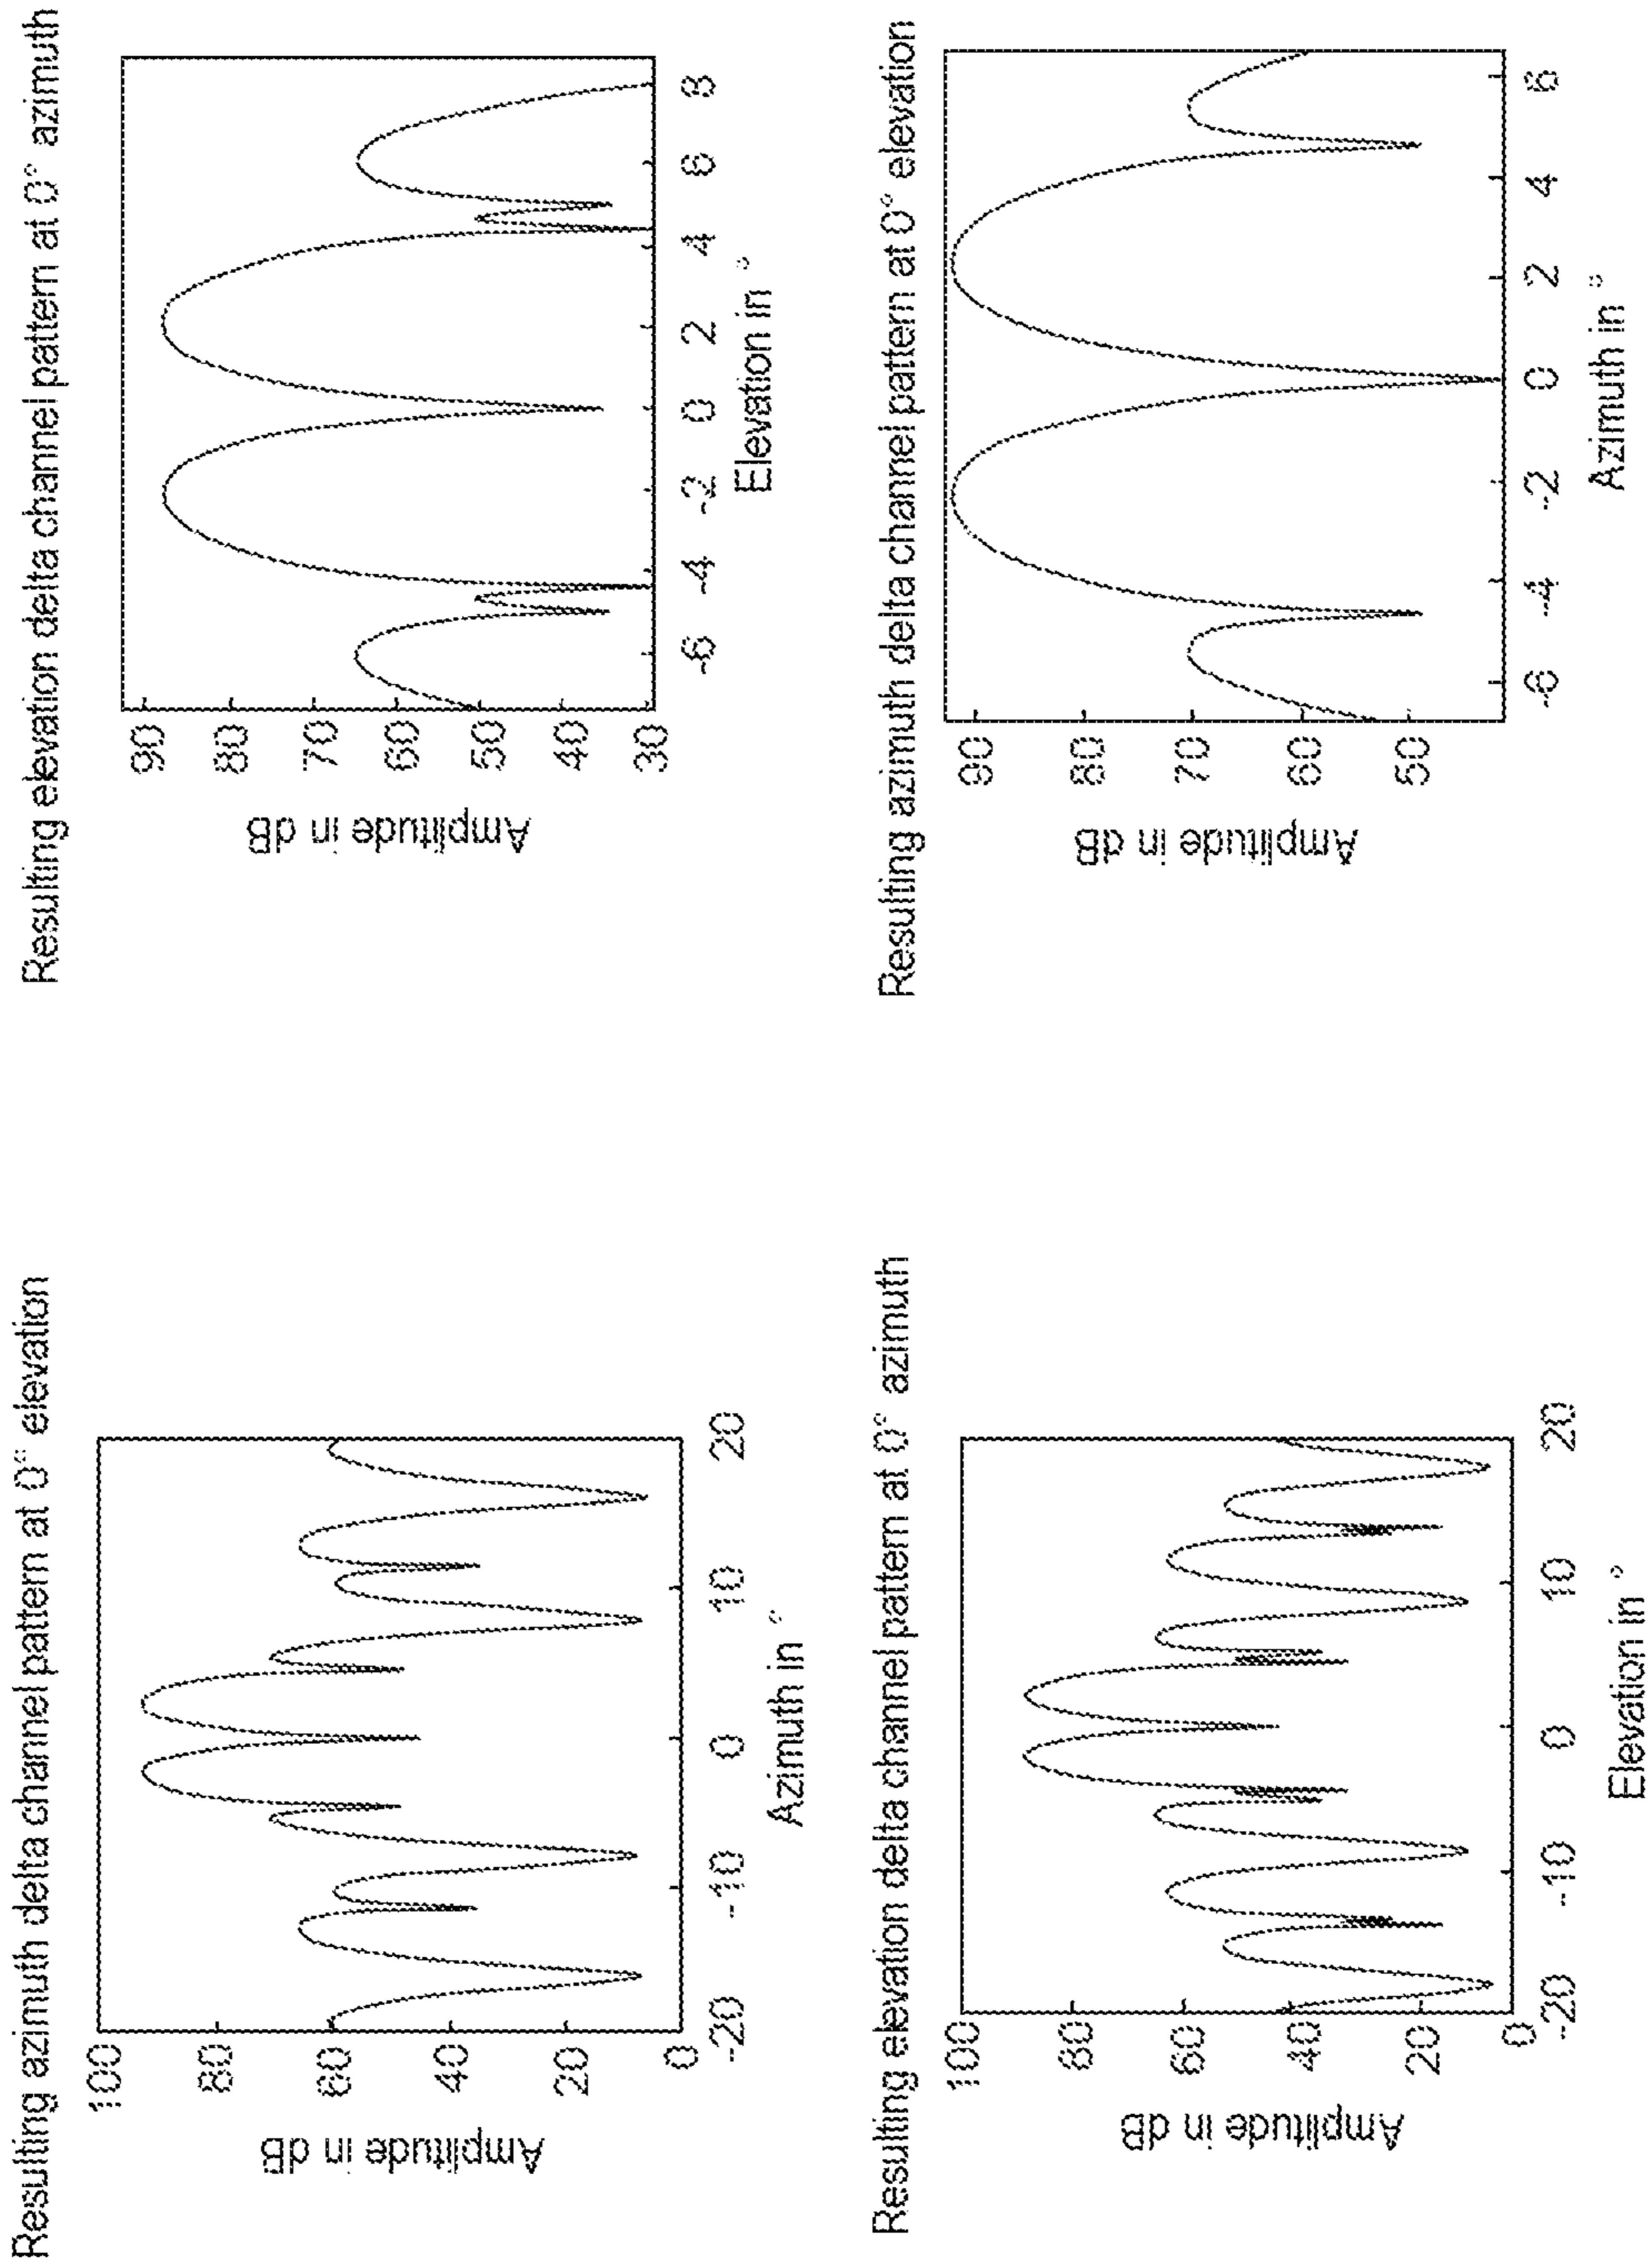 Resulting azimuth delta channel pattern at 0° elevation
Amplitude in dB
100
80
60
40
20
0
-20 -10 0 10 20
Azimuth in °
Resulting elevation delta channel pattern at 0° azimuth
Amplitude in dB
90
80
70
60
50
40
30
-6 -4 -2 0 2 4 6 8
Elevation in °
Resulting elevation delta channel pattern at 0° azimuth
Amplitude in dB
100
80
60
40
20
0
-20 -10 0 10 20
Elevation in °
Resulting azimuth delta channel pattern at 0° elevation
Amplitude in dB
90
80
70
60
50
-6 -4 -2 0 2 4 6
Azimuth in °